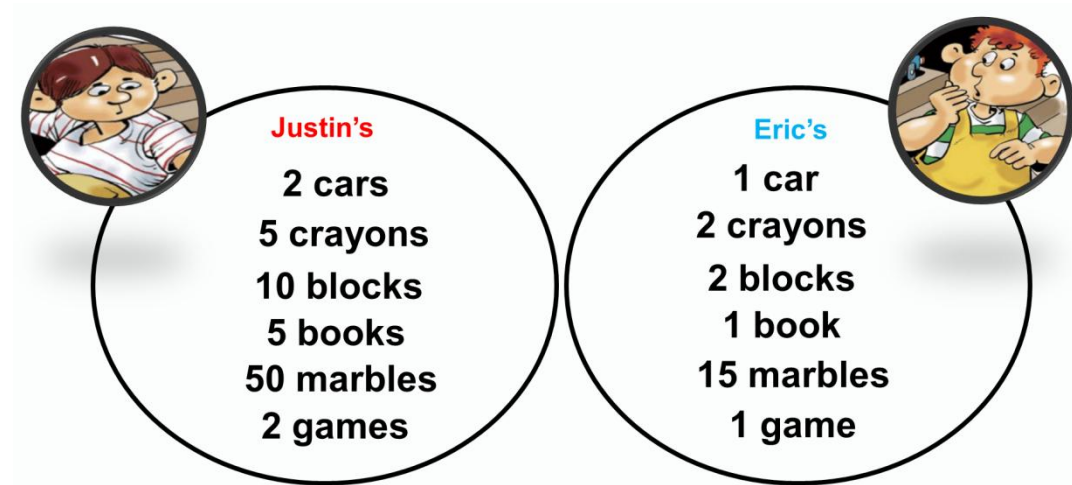 Justin's
2 cars
5 crayons
10 blocks
5 books
50 marbles
2 games
Eric's
1 car
2 crayons
2 blocks
1 book
15 marbles
1 game